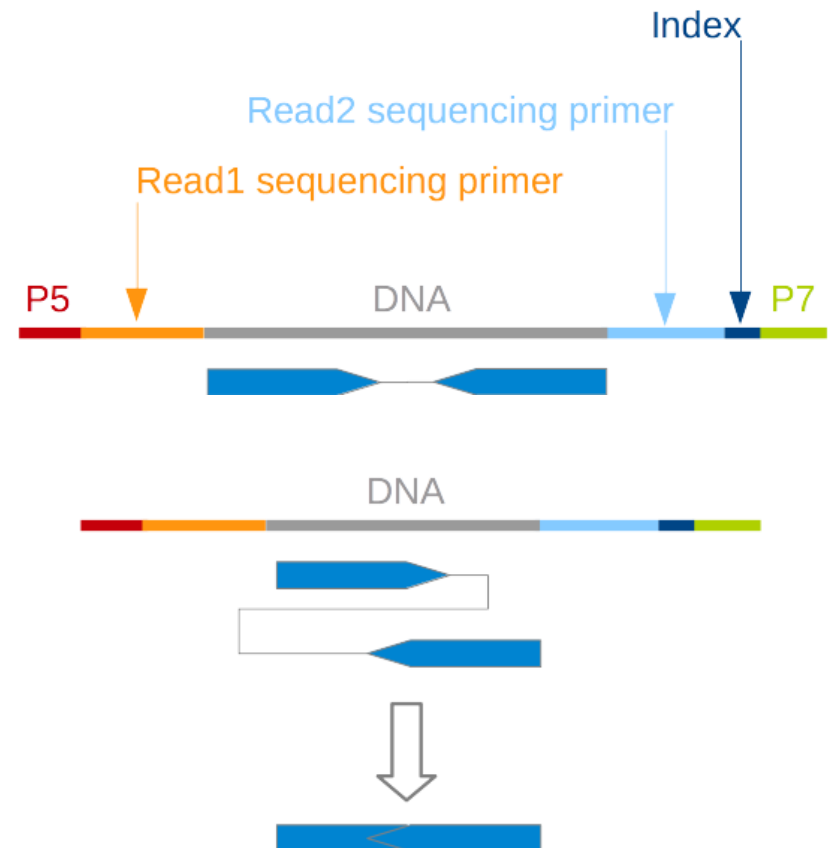 Index
Read2 sequencing primer
Read1 sequencing primer
P5 DNA P7
DNA